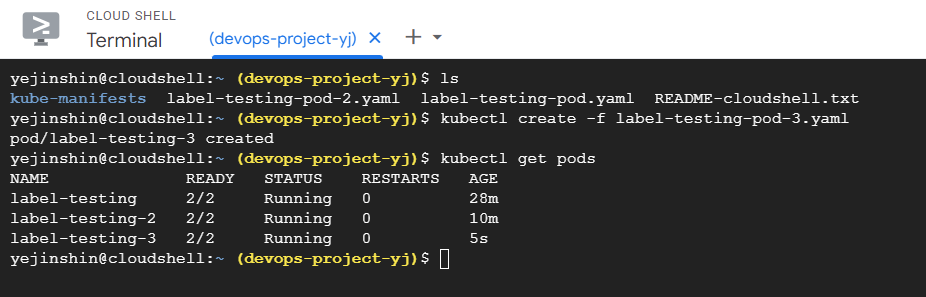 CLOUD SHELL
Terminal
(devops-project-yj) × + ▾
yejinshin@cloudshell:~ (devops-project-yj)$ ls
kube-manifests  label-testing-pod-2.yaml  label-testing-pod.yaml  README-cloudshell.txt
yejinshin@cloudshell:~ (devops-project-yj)$ kubectl create -f label-testing-pod-3.yaml
pod/label-testing-3 created
yejinshin@cloudshell:~ (devops-project-yj)$ kubectl get pods
NAME              READY   STATUS    RESTARTS   AGE
label-testing     2/2     Running   0          28m
label-testing-2   2/2     Running   0          10m
label-testing-3   2/2     Running   0          5s
yejinshin@cloudshell:~ (devops-project-yj)$